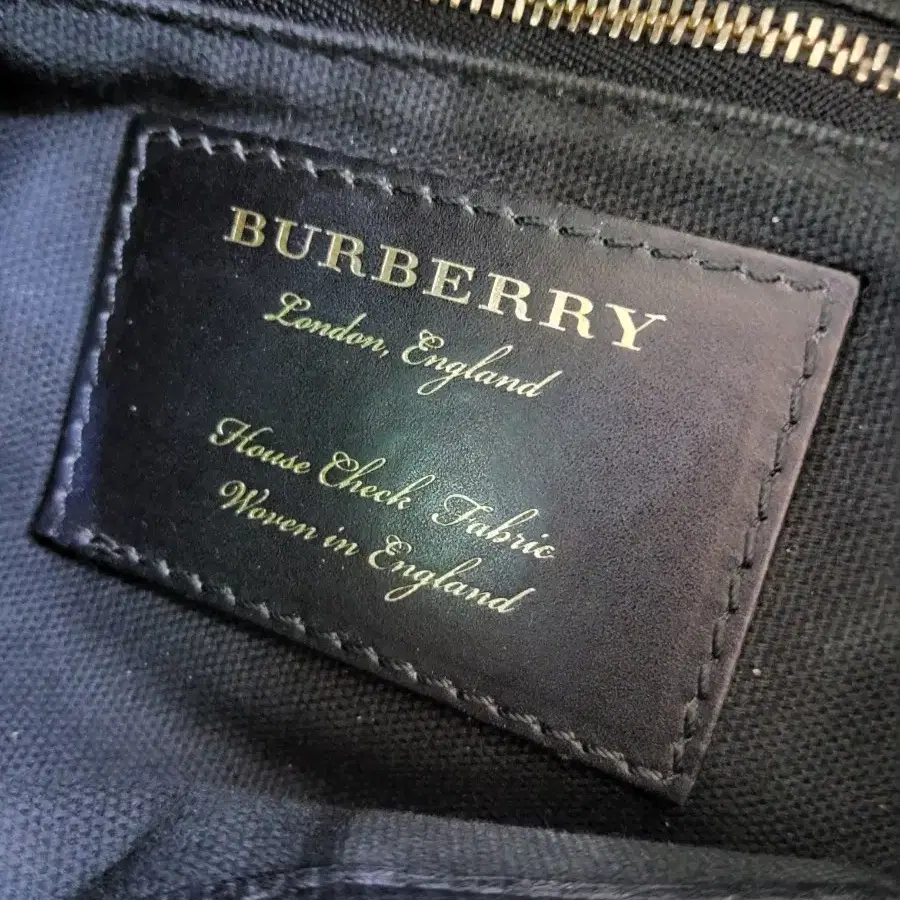 BURBERRY
London, England
House Check Fabric
Woven in England